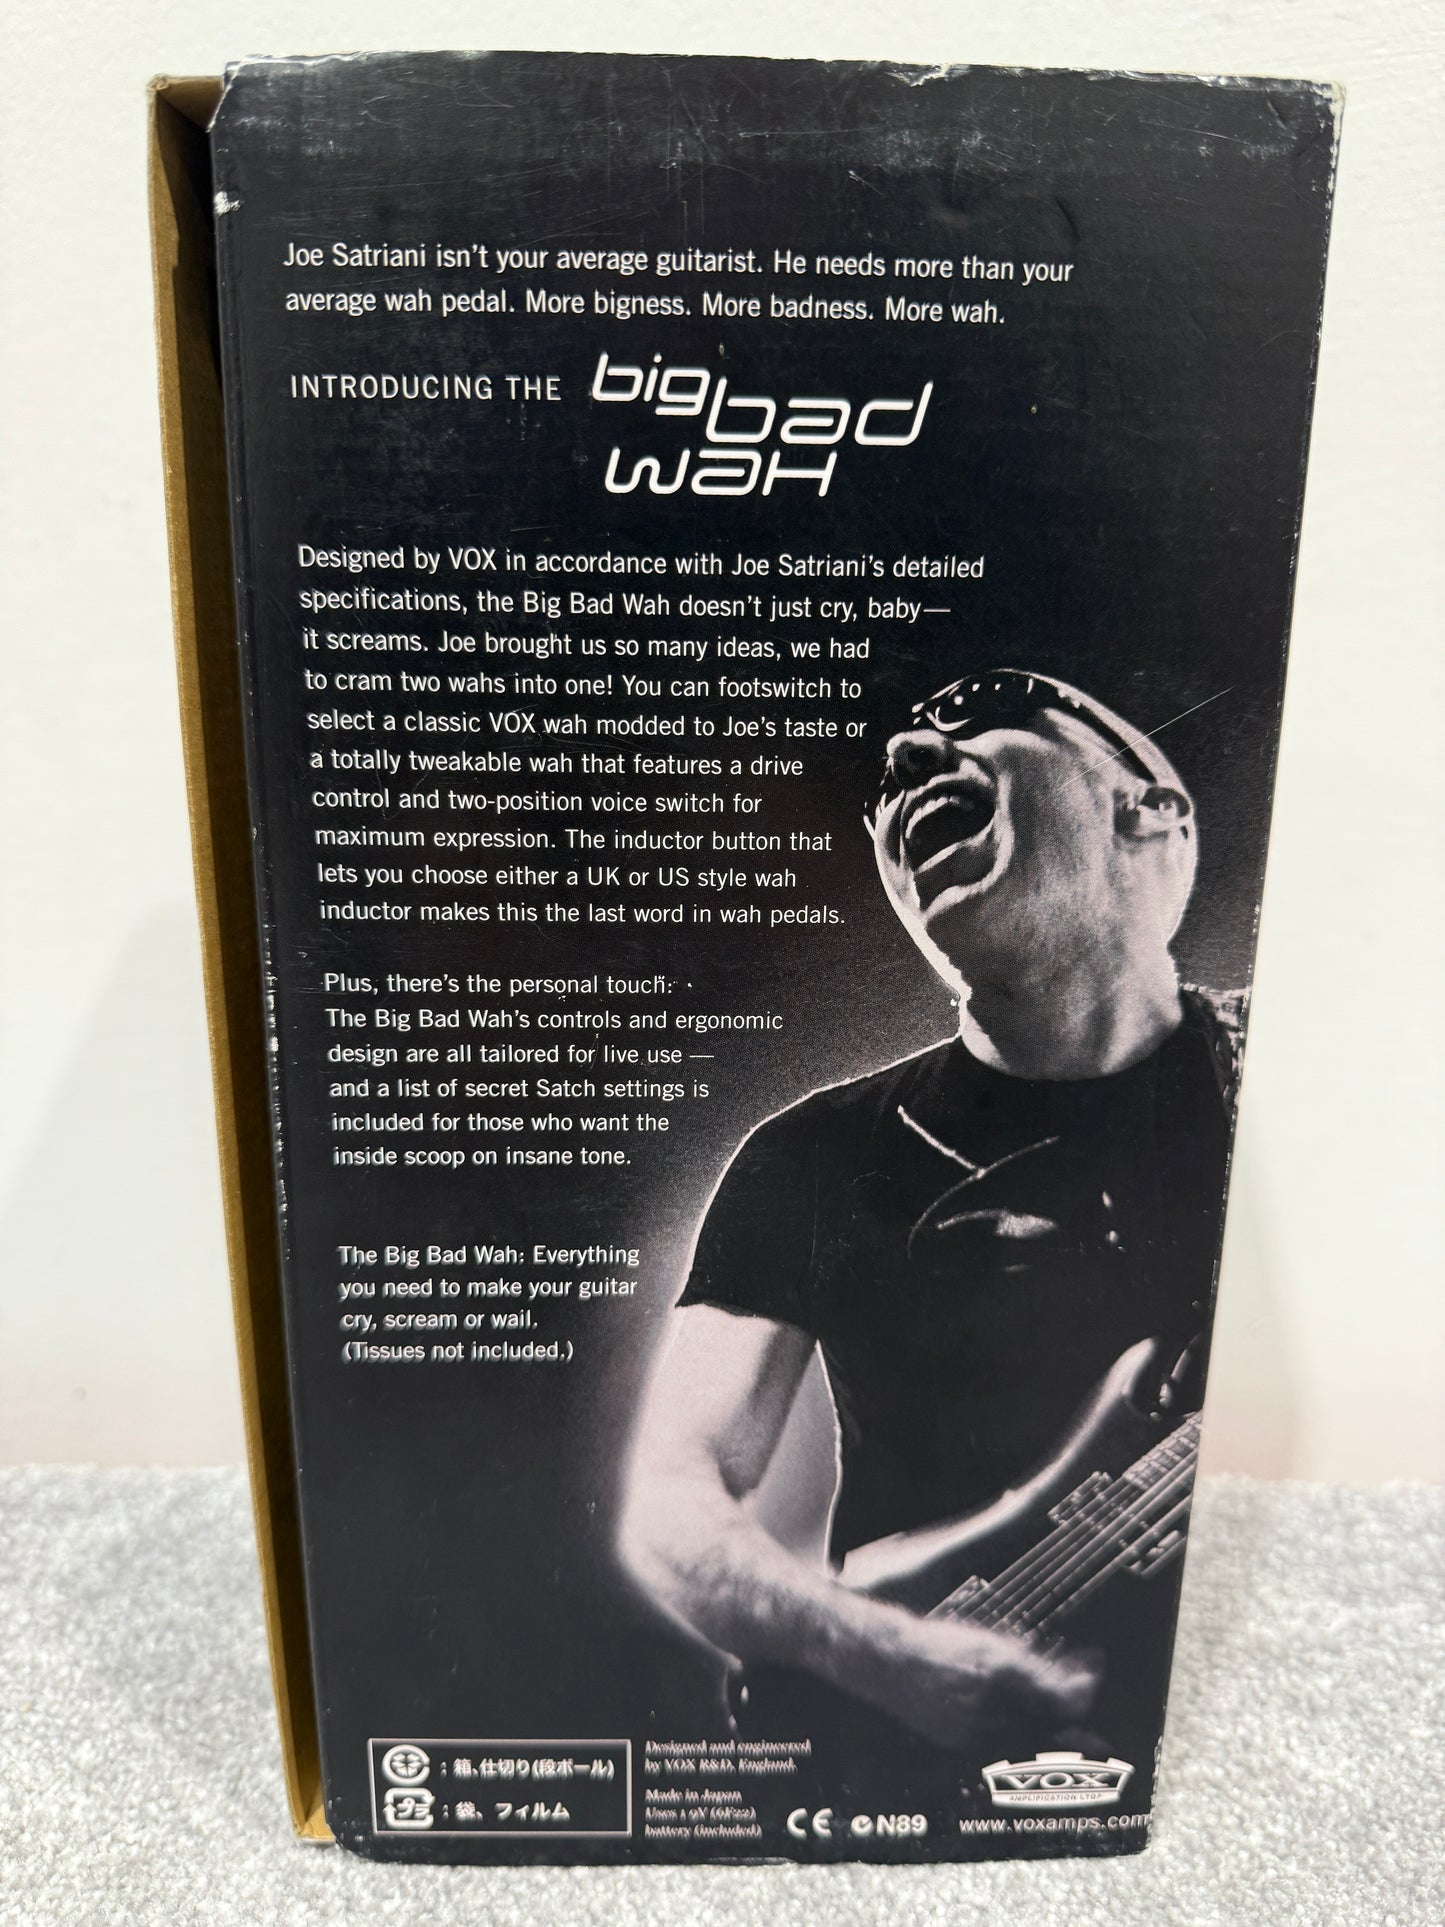 Joe Satriani isn't your average guitarist. He needs more than your
average wah pedal. More bigness. More badness. More wah.
INTRODUCING THE big bad
wah
Designed by VOX in accordance with Joe Satriani's detailed
specifications, the Big Bad Wah doesn't just cry, baby—
it screams. Joe brought us so many ideas, we had
to cram two wahs into one! You can footswitch to
select a classic VOX wah modded to Joe's taste or
a totally tweakable wah that features a drive
control and two-position voice switch for
maximum expression. The inductor button that
lets you choose either a UK or US style wah
inductor makes this the last word in wah pedals.
Plus, there's the personal touch:
The Big Bad Wah's controls and ergonomic
design are all tailored for live use —
and a list of secret Satch settings is
included for those who want the
inside scoop on insane tone.
The Big Bad Wah: Everything
you need to make your guitar
cry, scream or wail.
(Tissues not included.)
: 箱、仕切り(段ボール)
プラ : 袋、フィルム
Designed and engineered
by VOX R&D, England.
Made in Japan
Uses 1 9V (6F22)
battery (included)
CE N89
VOX
AMPLIFICATION LTD.
www.voxamps.com